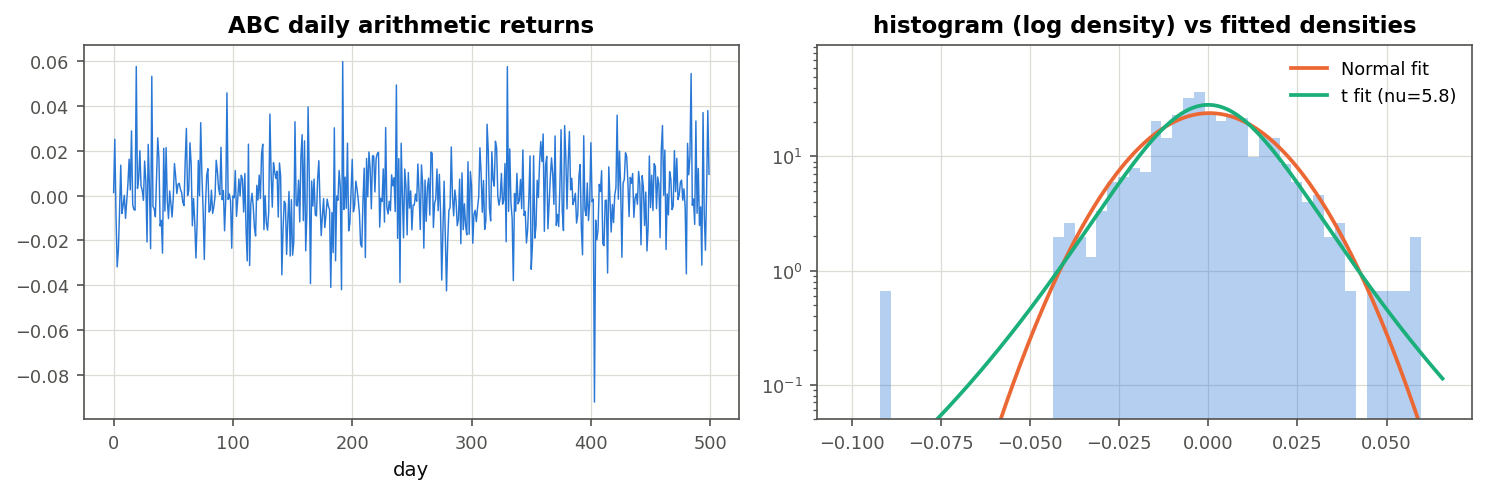 ABC daily arithmetic returns
0.06
0.04
0.02
0.00
−0.02
−0.04
−0.06
−0.08
0 100 200 300 400 500
day
histogram (log density) vs fitted densities
Normal fit
t fit (nu=5.8)
10¹
10⁰
10⁻¹
−0.100 −0.075 −0.050 −0.025 0.000 0.025 0.050